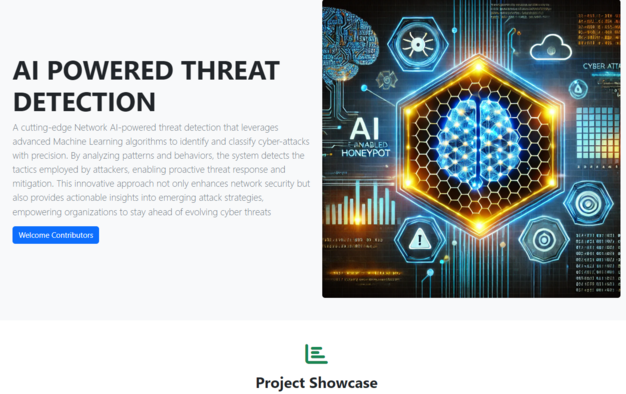 AI POWERED THREAT
DETECTION
A cutting-edge Network AI-powered threat detection that leverages
advanced Machine Learning algorithms to identify and classify cyber-attacks
with precision. By analyzing patterns and behaviors, the system detects the
tactics employed by attackers, enabling proactive threat response and
mitigation. This innovative approach not only enhances network security but
also provides actionable insights into emerging attack strategies,
empowering organizations to stay ahead of evolving cyber threats
Welcome Contributors
CYBER
AI
ENABLED
HONEYPOT
Project Showcase